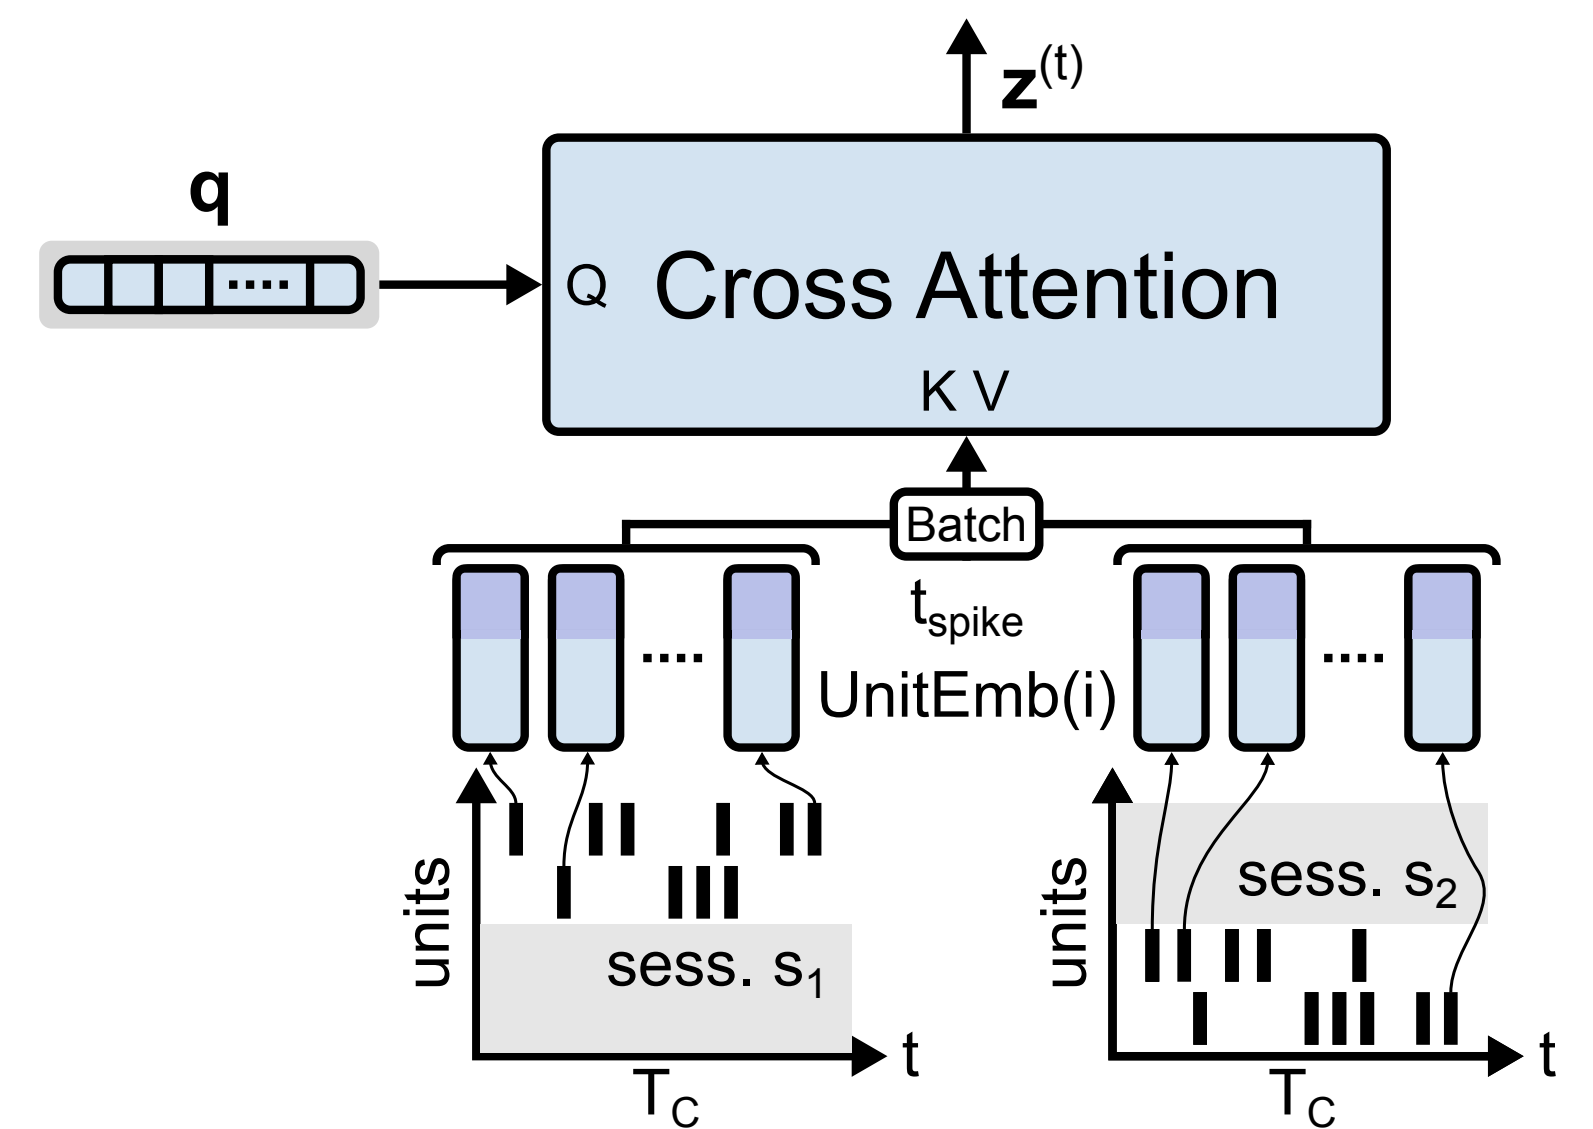 z(t)
q
Q Cross Attention
K V
Batch
tspike
UnitEmb(i)
units
sess. s1
t
TC
units
sess. s2
t
TC